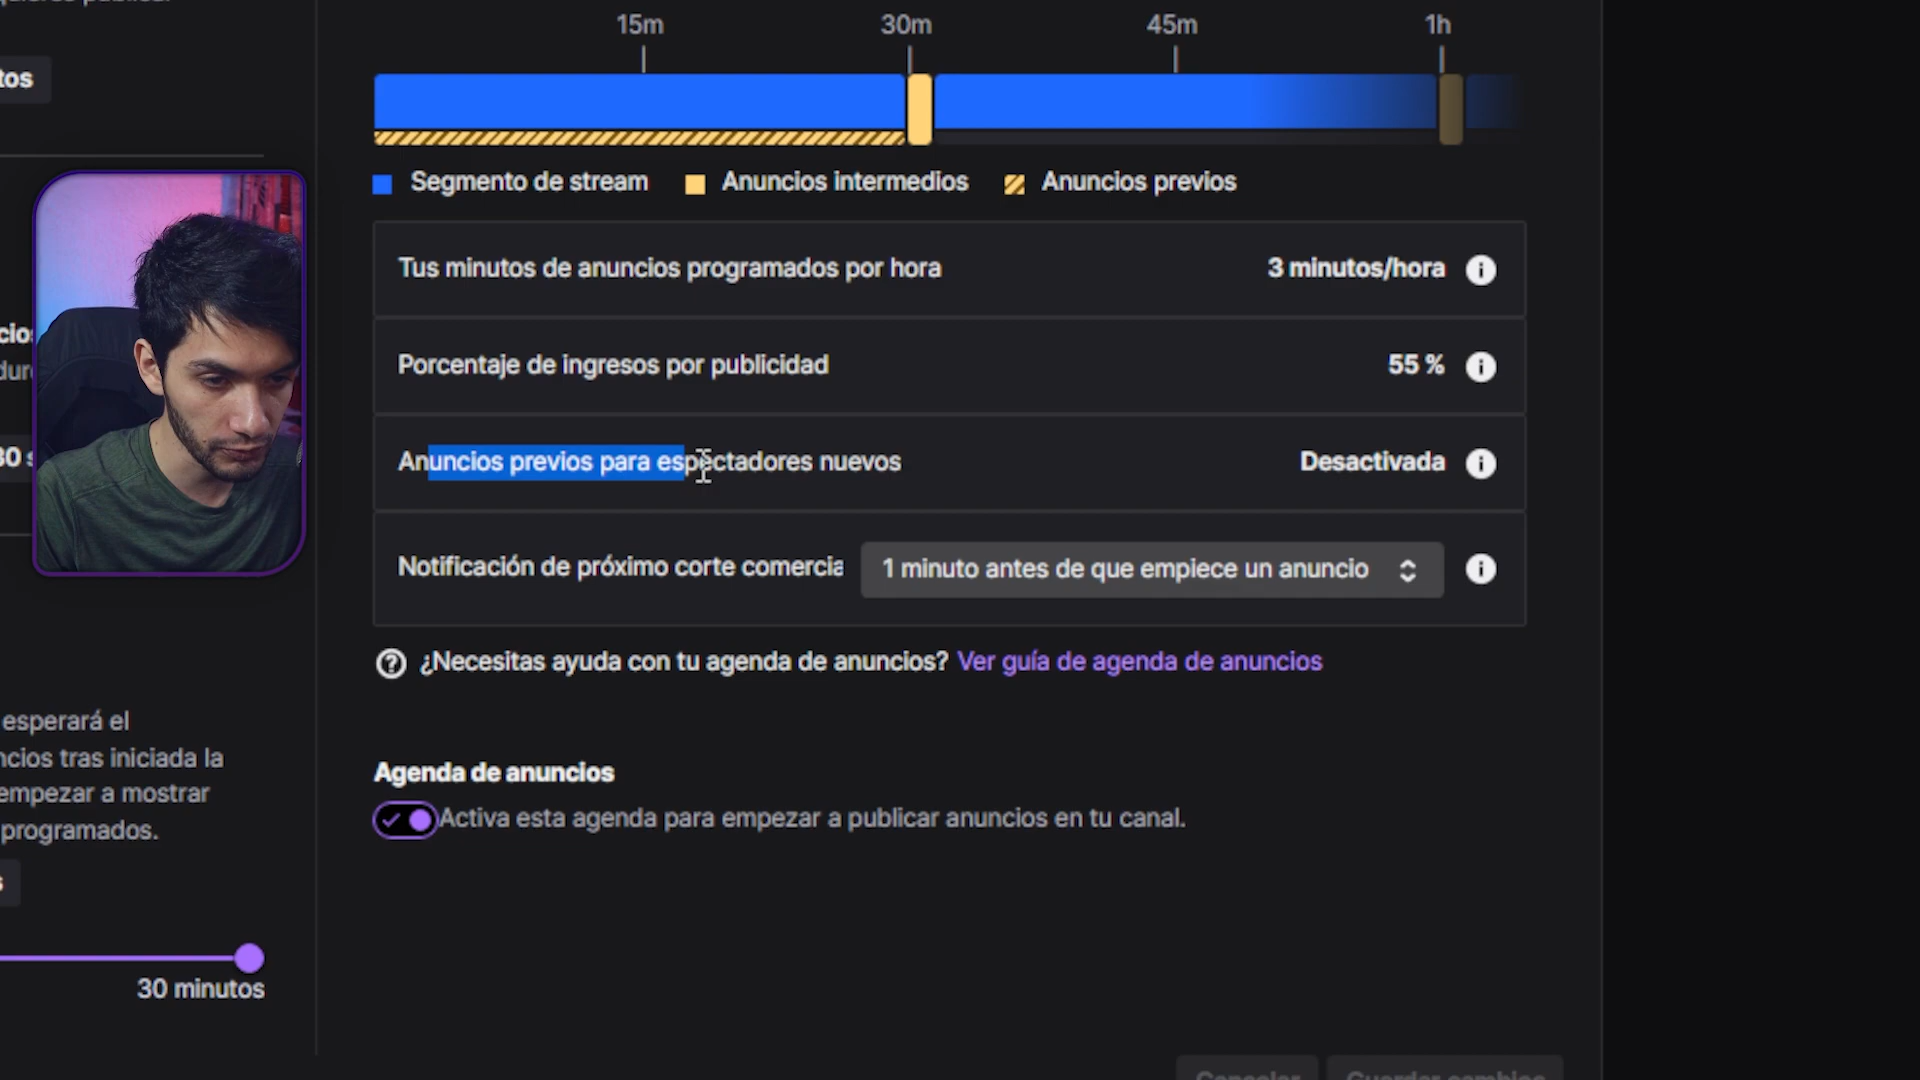 15m 30m 45m 1h
tos
Segmento de stream Anuncios intermedios Anuncios previos
Tus minutos de anuncios programados por hora 3 minutos/hora
Porcentaje de ingresos por publicidad 55 %
Anuncios previos para espectadores nuevos Desactivada
30 s
Notificación de próximo corte comercia 1 minuto antes de que empiece un anuncio
¿Necesitas ayuda con tu agenda de anuncios? Ver guía de agenda de anuncios
esperará el
ncios tras iniciada la
empezar a mostrar
programados.
Agenda de anuncios
Activa esta agenda para empezar a publicar anuncios en tu canal.
30 minutos